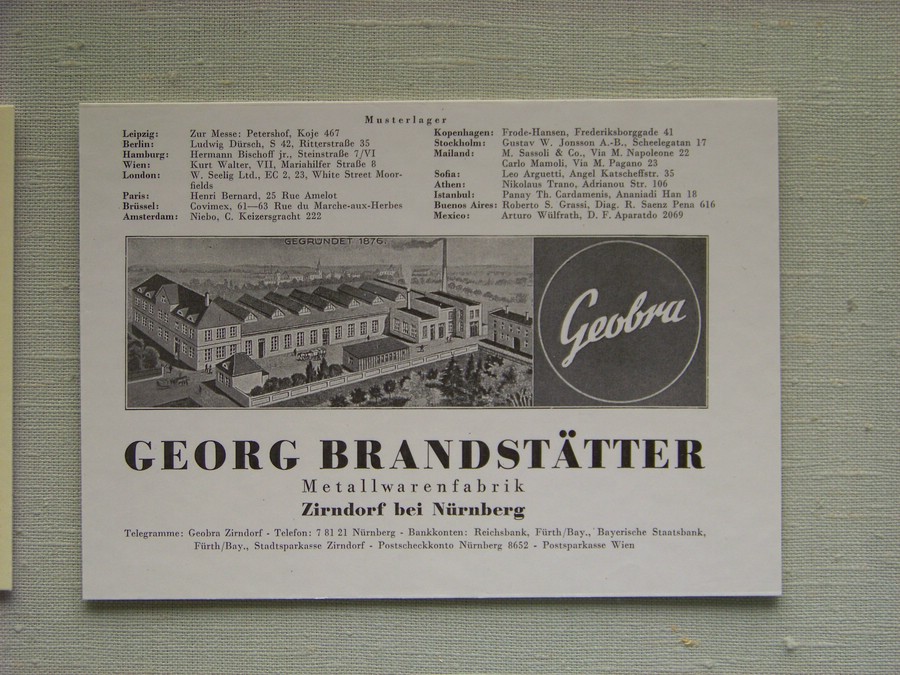 Musterlager
Leipzig: Zur Messe: Petershof, Koje 467
Berlin: Ludwig Dürsch, S 42, Ritterstraße 35
Hamburg: Hermann Bischoff jr., Steinstraße 7/VI
Wien: Kurt Walter, VII, Mariahilfer Straße 8
London: W. Seelig Ltd., EC 2, 23, White Street Moor-
fields
Paris: Henri Bernard, 25 Rue Amelot
Brüssel: Covimex, 61—63 Rue du Marche-aux-Herbes
Amsterdam: Niebo, C. Keizersgracht 222
Kopenhagen: Frode-Hansen, Frederiksborggade 41
Stockholm: Gustav W. Jonsson A.-B., Scheelegatan 17
Mailand: M. Sassoli & Co., Via M. Napoleone 22
Carlo Mamoli, Via M. Pagano 23
Sofia: Leo Arguetti, Angel Katscheffstr. 35
Athen: Nikolaus Trano, Adrianon Str. 106
Istanbul: Panay Th. Cardamenis, Ananiadi Han 18
Buenos Aires: Roberto S. Grassi, Diag. R. Saenz Pena 616
Mexico: Arturo Wülfrath, D. F. Aparatdo 2069
GEGRÜNDET 1876
Geobra
GEORG BRANDSTÄTTER
Metallwarenfabrik
Zirndorf bei Nürnberg
Telegramme: Geobra Zirndorf - Telefon: 7 81 21 Nürnberg - Bankkonten: Reichsbank, Fürth/Bay., Bayerische Staatsbank,
Fürth/Bay., Stadtsparkasse Zirndorf - Postscheckkonto Nürnberg 8652 - Postsparkasse Wien